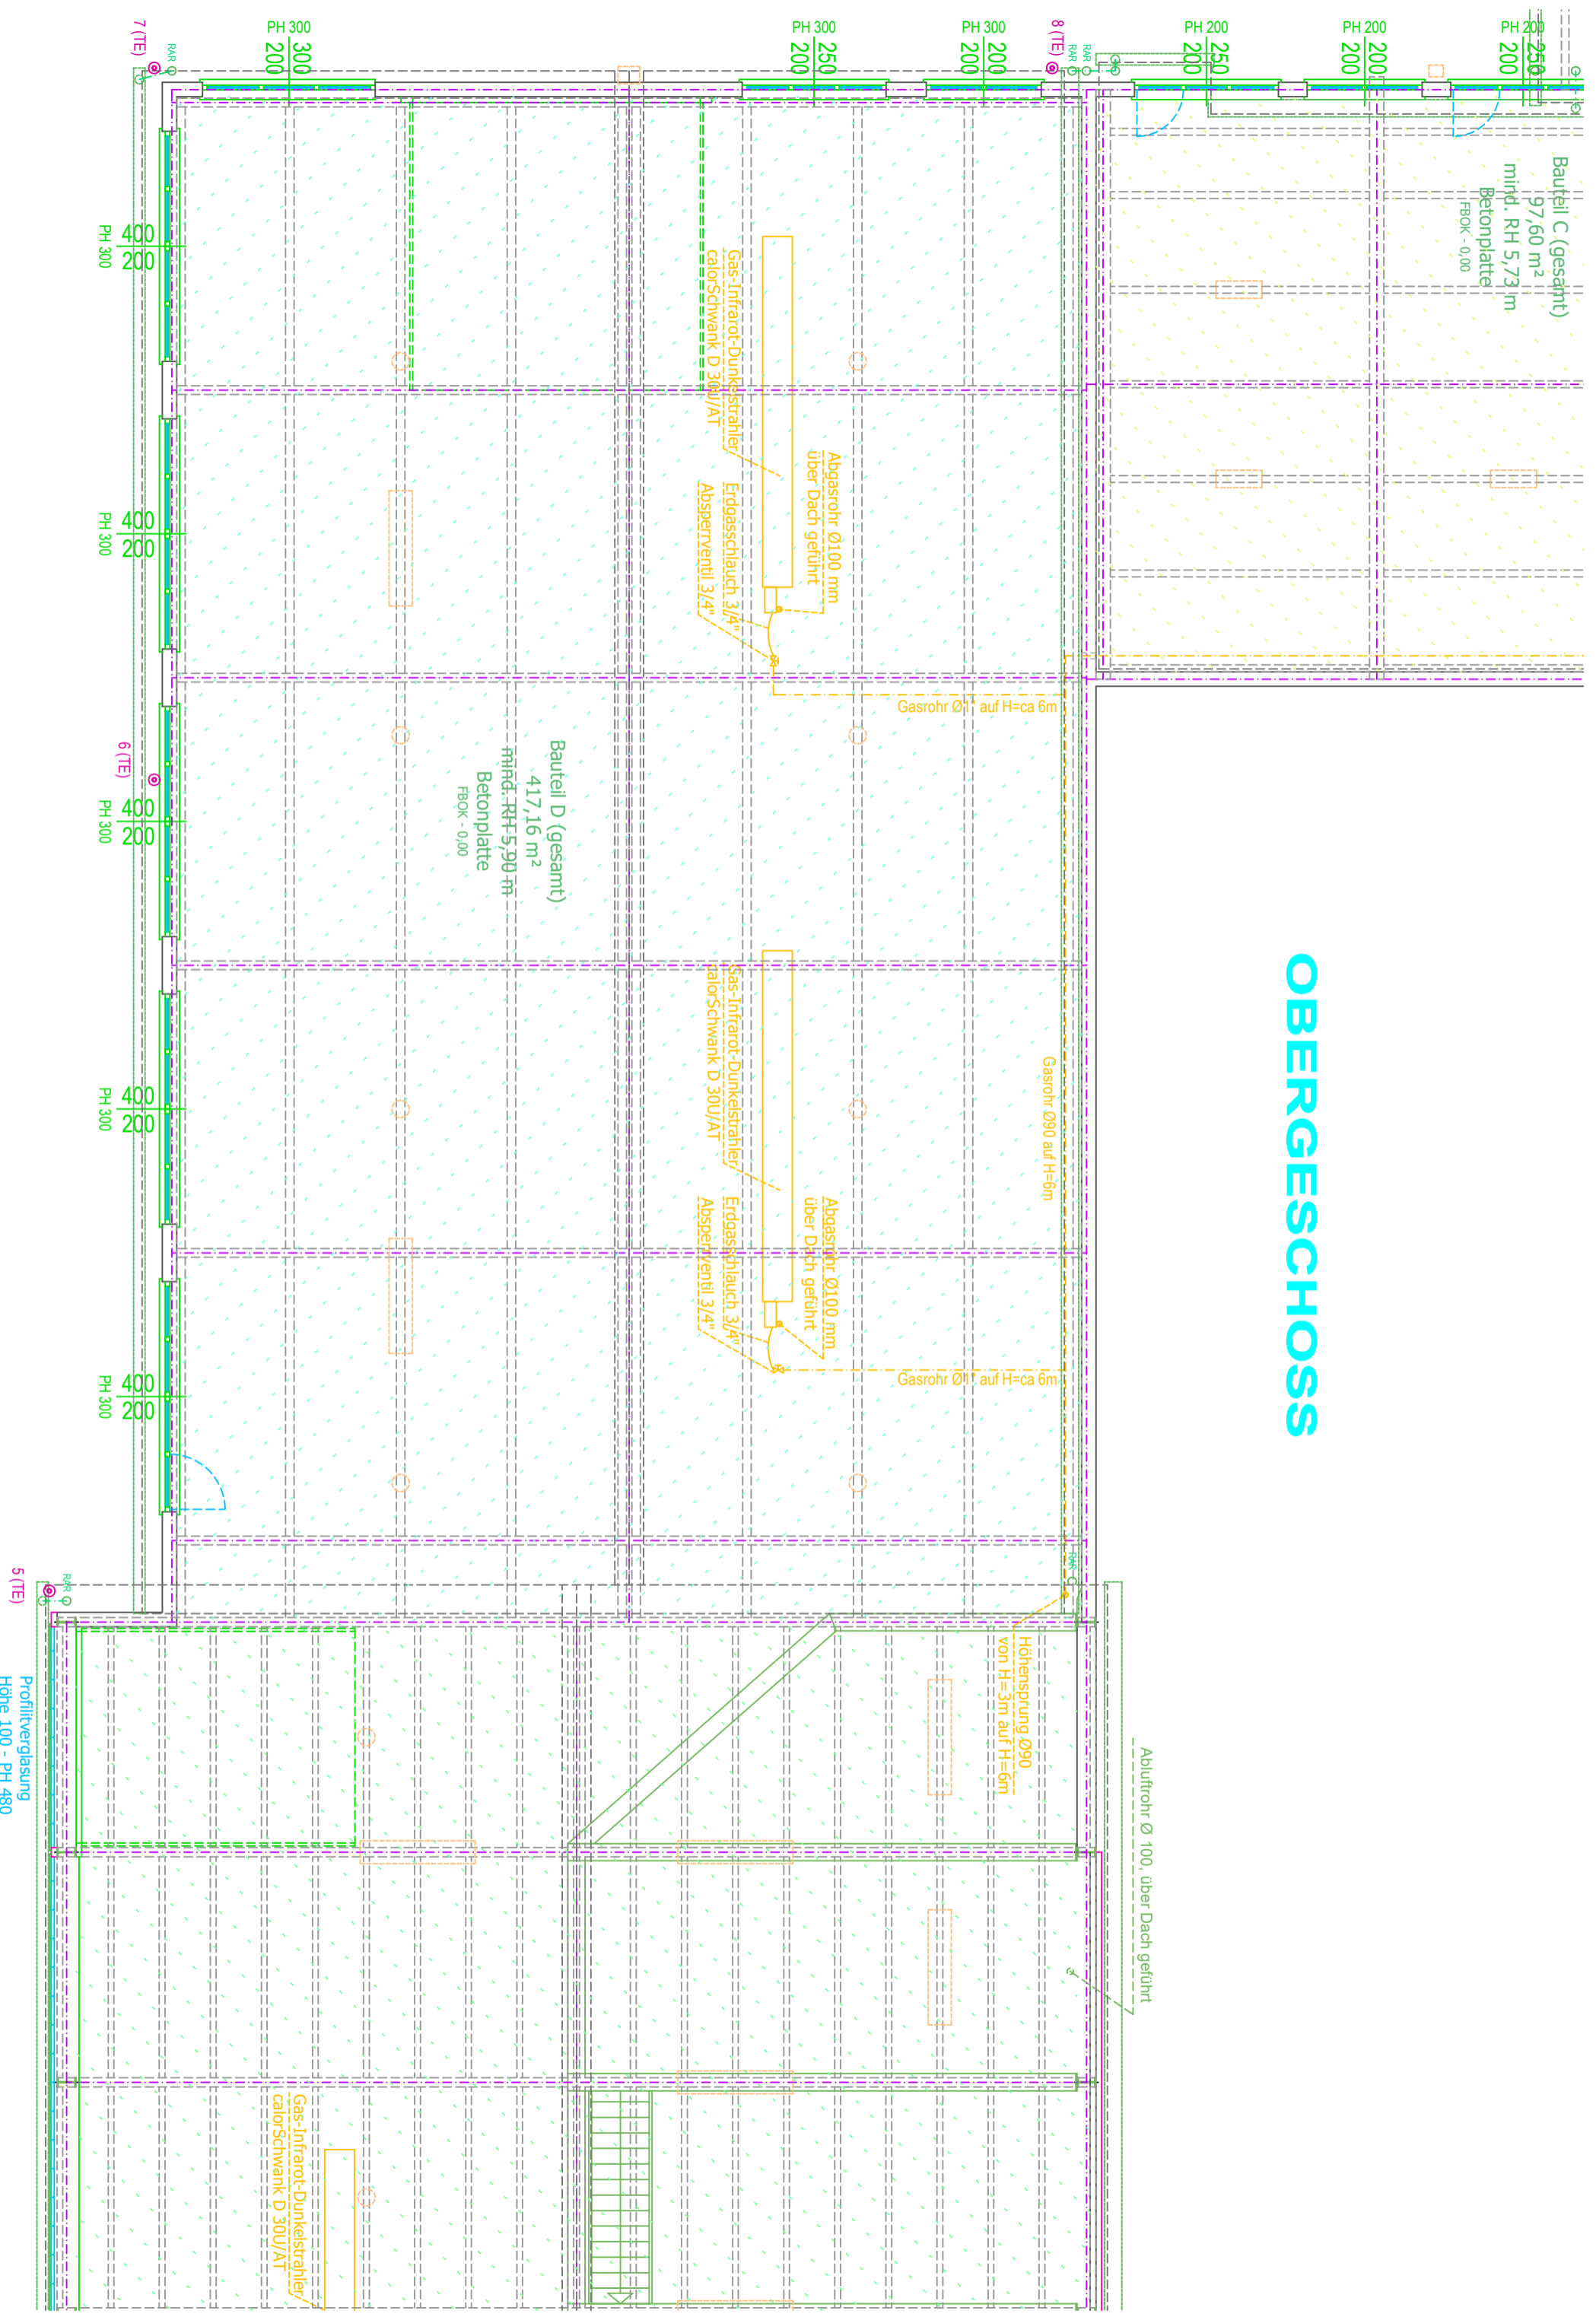 PH 300
300
200
PH 300
250
200
PH 300
200
200
PH 200
250
200
PH 200
200
200
PH 200
250
200
7 (TE)
RAR
8 (TE)
RAR
RAR
Bauteil C (gesamt)
97,60 m²
mind. RH 5,73 m
Betonplatte
FBOK - 0,00
400
200
PH 300
Gas-Infrarot-Dunkelstrahler
calorSchwank D 30U/AT
Abgasrohr Ø100 mm
über Dach geführt
Erdgasschlauch 3/4"
Absperrventil 3/4"
400
200
PH 300
Gasrohr Ø1" auf H=ca 6m
6 (TE)
Bauteil D (gesamt)
417,16 m²
mind. RH 5,90 m
Betonplatte
FBOK - 0,00
400
200
PH 300
OBERGESCHOSS
Gas-Infrarot-Dunkelstrahler
calorSchwank D 30U/AT
Gasrohr Ø90 auf H=6m
400
200
PH 300
Abgasrohr Ø100 mm
über Dach geführt
Erdgasschlauch 3/4"
Absperrventil 3/4"
Gasrohr Ø1" auf H=ca 6m
400
200
PH 300
5 (TE)
RAR
RAR
Höhensprung Ø90
von H=3m auf H=6m
Profilitverglasung
Höhe 100 - PH 480
Abluftrohr Ø 100, über Dach geführt
Gas-Infrarot-Dunkelstrahler
calorSchwank D 30U/AT